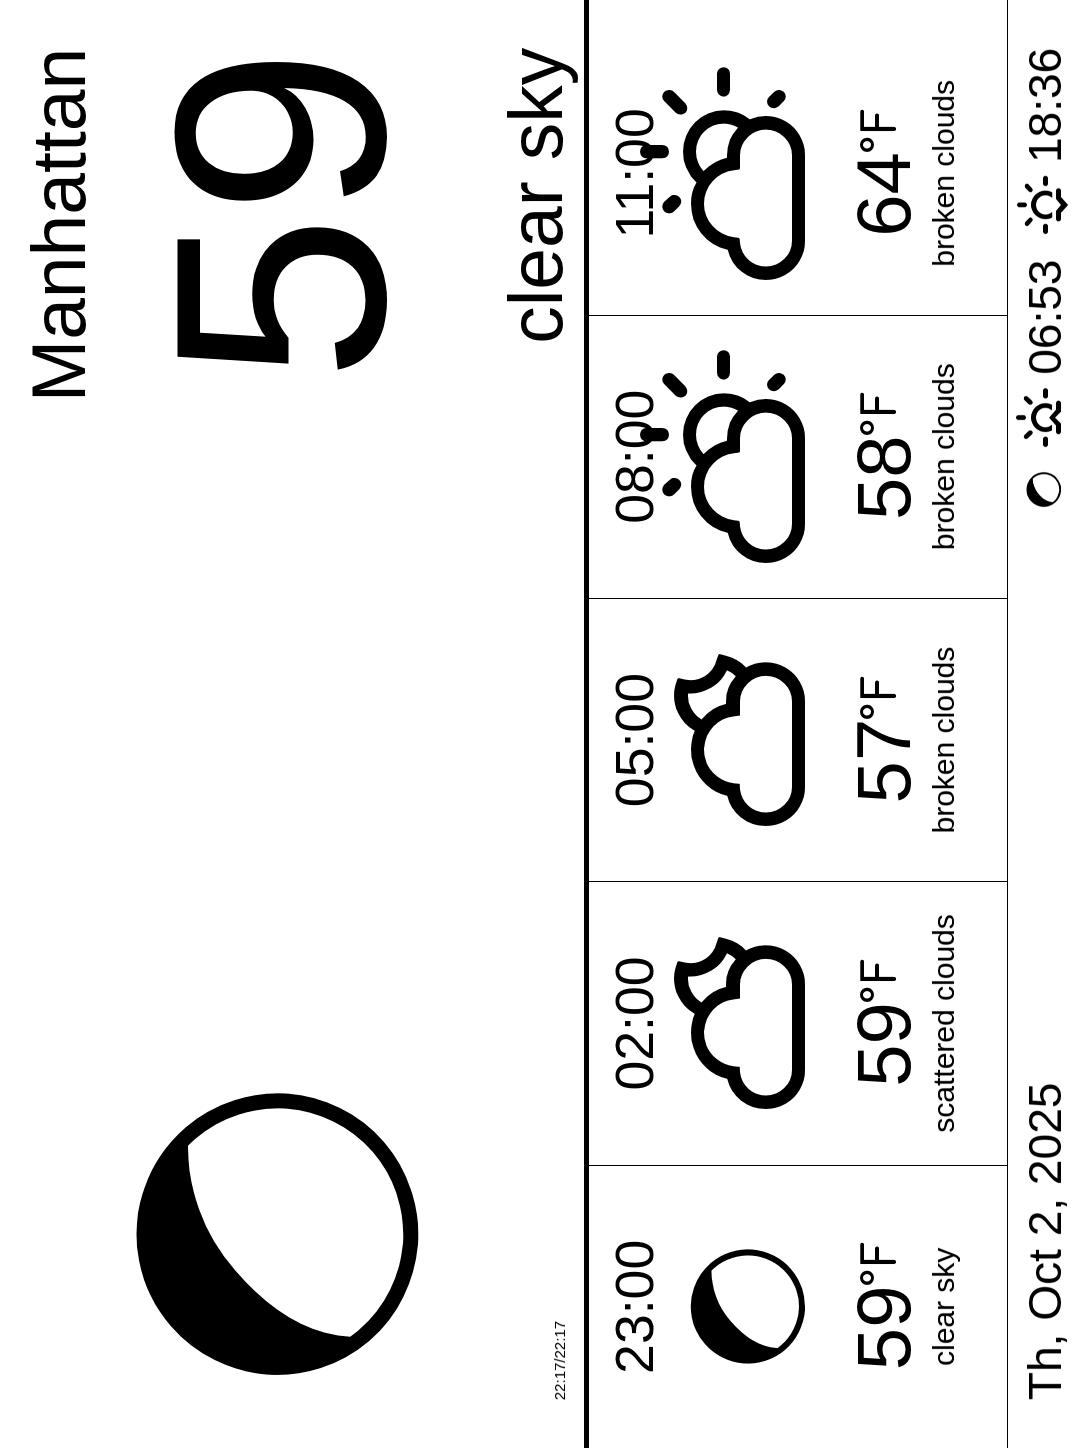 Manhattan
59
clear sky
22:17/22:17
23:00
59°F
clear sky
02:00
59°F
scattered clouds
05:00
57°F
broken clouds
08:00
58°F
broken clouds
11:00
64°F
broken clouds
Th, Oct 2, 2025
06:53
18:36